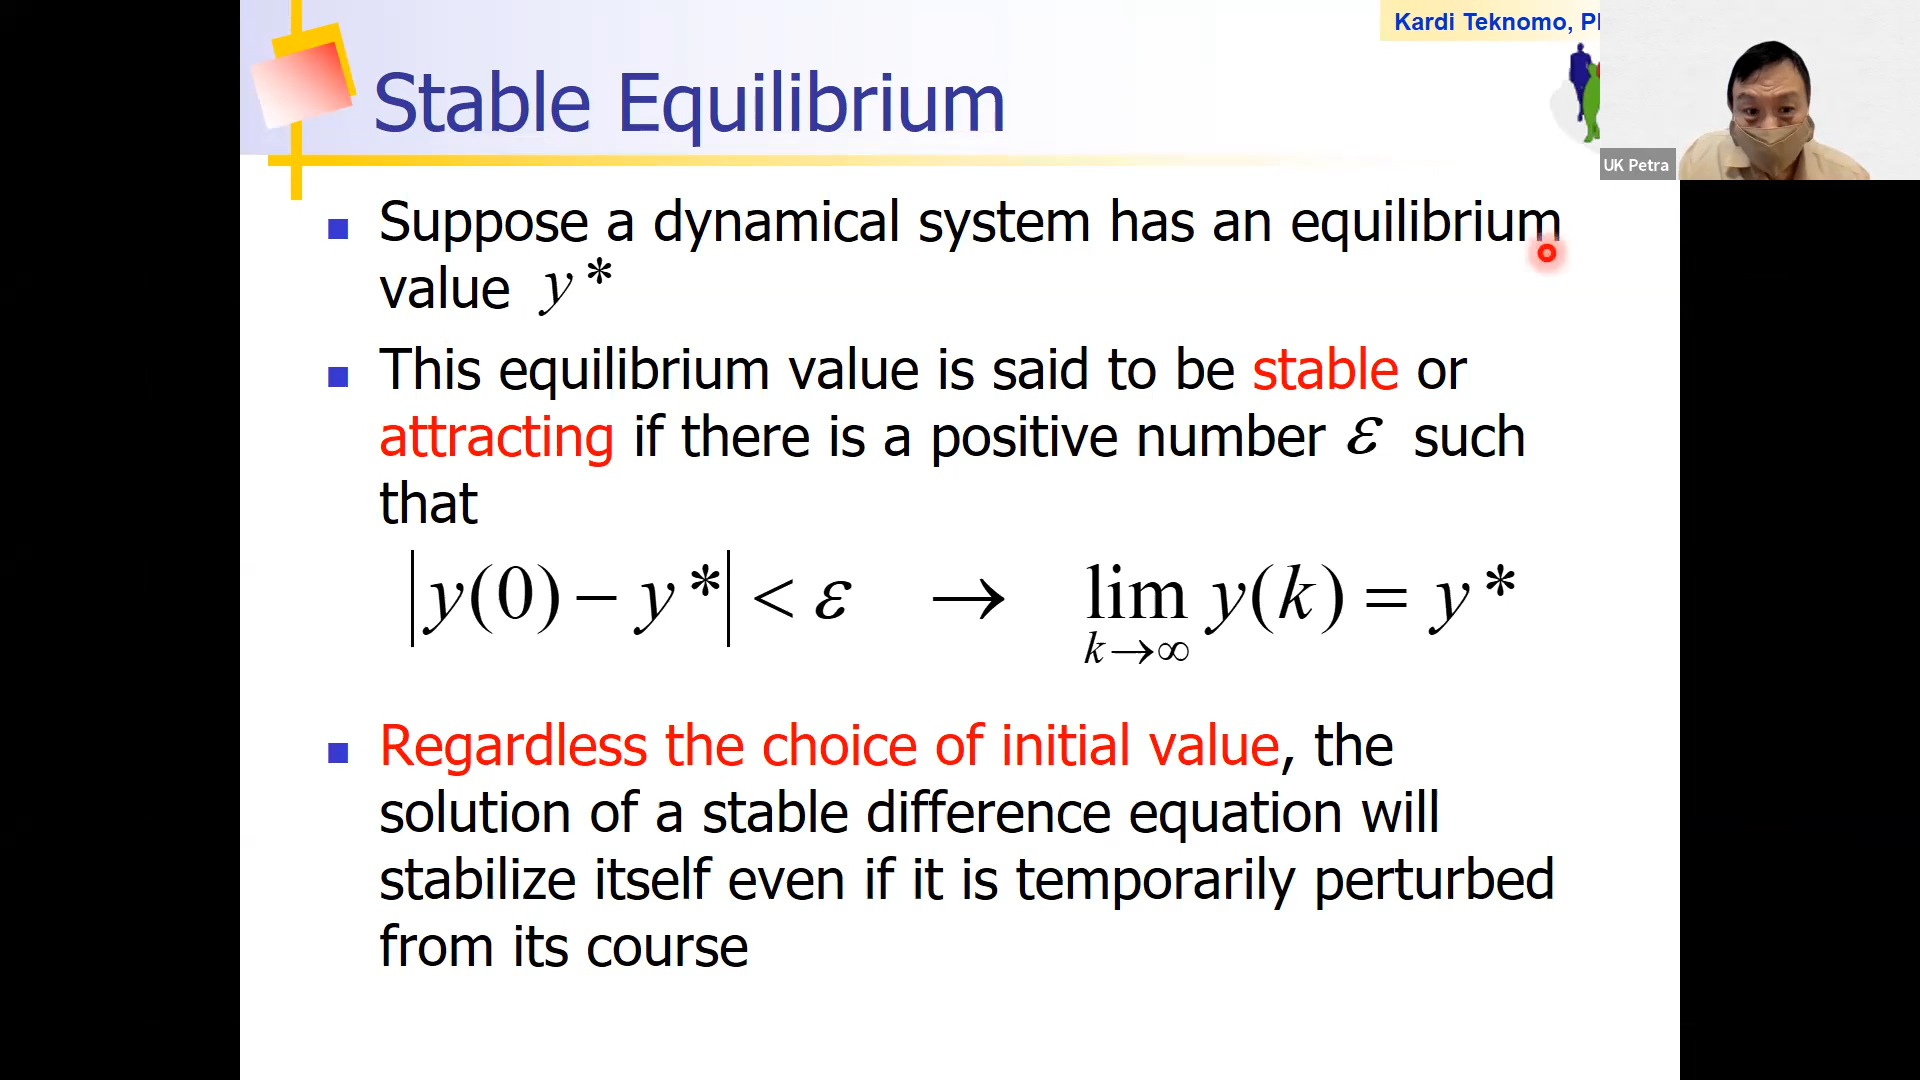 Kardi Teknomo, P
Stable Equilibrium
UK Petra
Suppose a dynamical system has an equilibrium
value y*
This equilibrium value is said to be stable or
attracting if there is a positive number ε such
that
|y(0) − y*| < ε → lim y(k) = y*
k→∞
Regardless the choice of initial value, the
solution of a stable difference equation will
stabilize itself even if it is temporarily perturbed
from its course